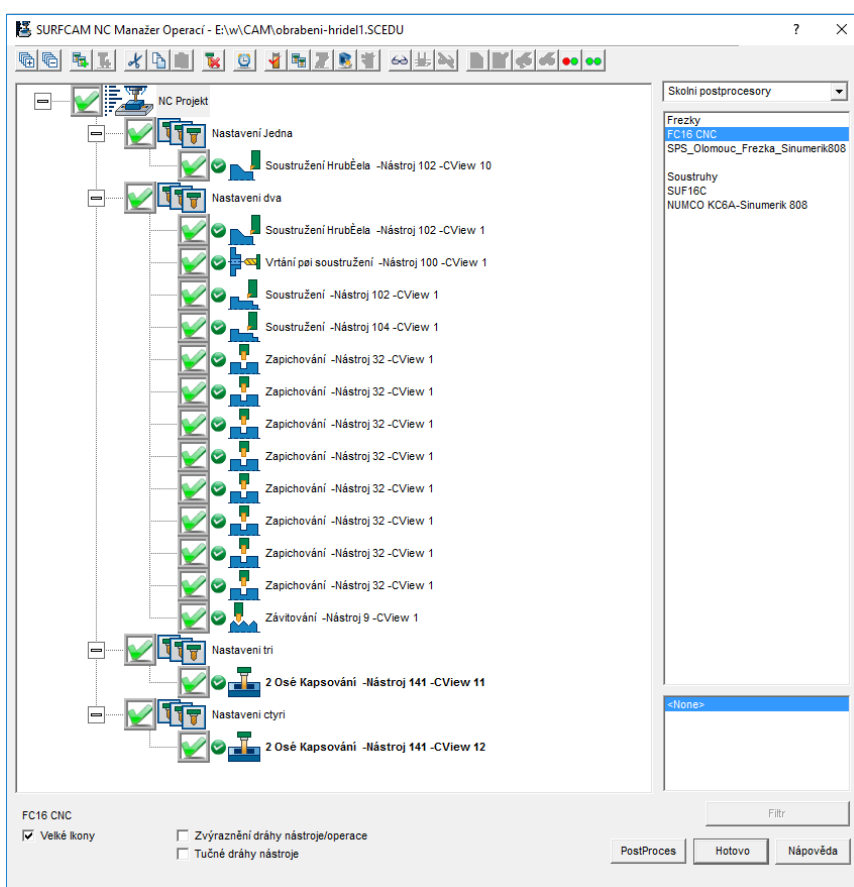 SURFCAM NC Manažer Operací - E:\w\CAM\obrabeni-hridel1.SCEDU
NC Projekt
Nastavení Jedna
Soustružení HrubÈela -Nástroj 102 -CView 10
Nastaveni dva
Soustružení HrubÈela -Nástroj 102 -CView 1
Vrtání pøi soustružení -Nástroj 100 -CView 1
Soustružení -Nástroj 102 -CView 1
Soustružení -Nástroj 104 -CView 1
Zapichování -Nástroj 32 -CView 1
Zapichování -Nástroj 32 -CView 1
Zapichování -Nástroj 32 -CView 1
Zapichování -Nástroj 32 -CView 1
Zapichování -Nástroj 32 -CView 1
Zapichování -Nástroj 32 -CView 1
Zapichování -Nástroj 32 -CView 1
Zapichování -Nástroj 32 -CView 1
Závitování -Nástroj 9 -CView 1
Nastaveni tri
2 Osé Kapsování -Nástroj 141 -CView 11
Nastaveni ctyri
2 Osé Kapsování -Nástroj 141 -CView 12
Skolni postprocesory
Frezky
FC16 CNC
SPS_Olomouc_Frezka_Sinumerik808
Soustruhy
SUF16C
NUMCO KC6A-Sinumerik 808
<None>
FC16 CNC
Velké Ikony
Zvýraznění dráhy nástroje/operace
Tučné dráhy nástroje
Filtr
PostProces
Hotovo
Nápověda